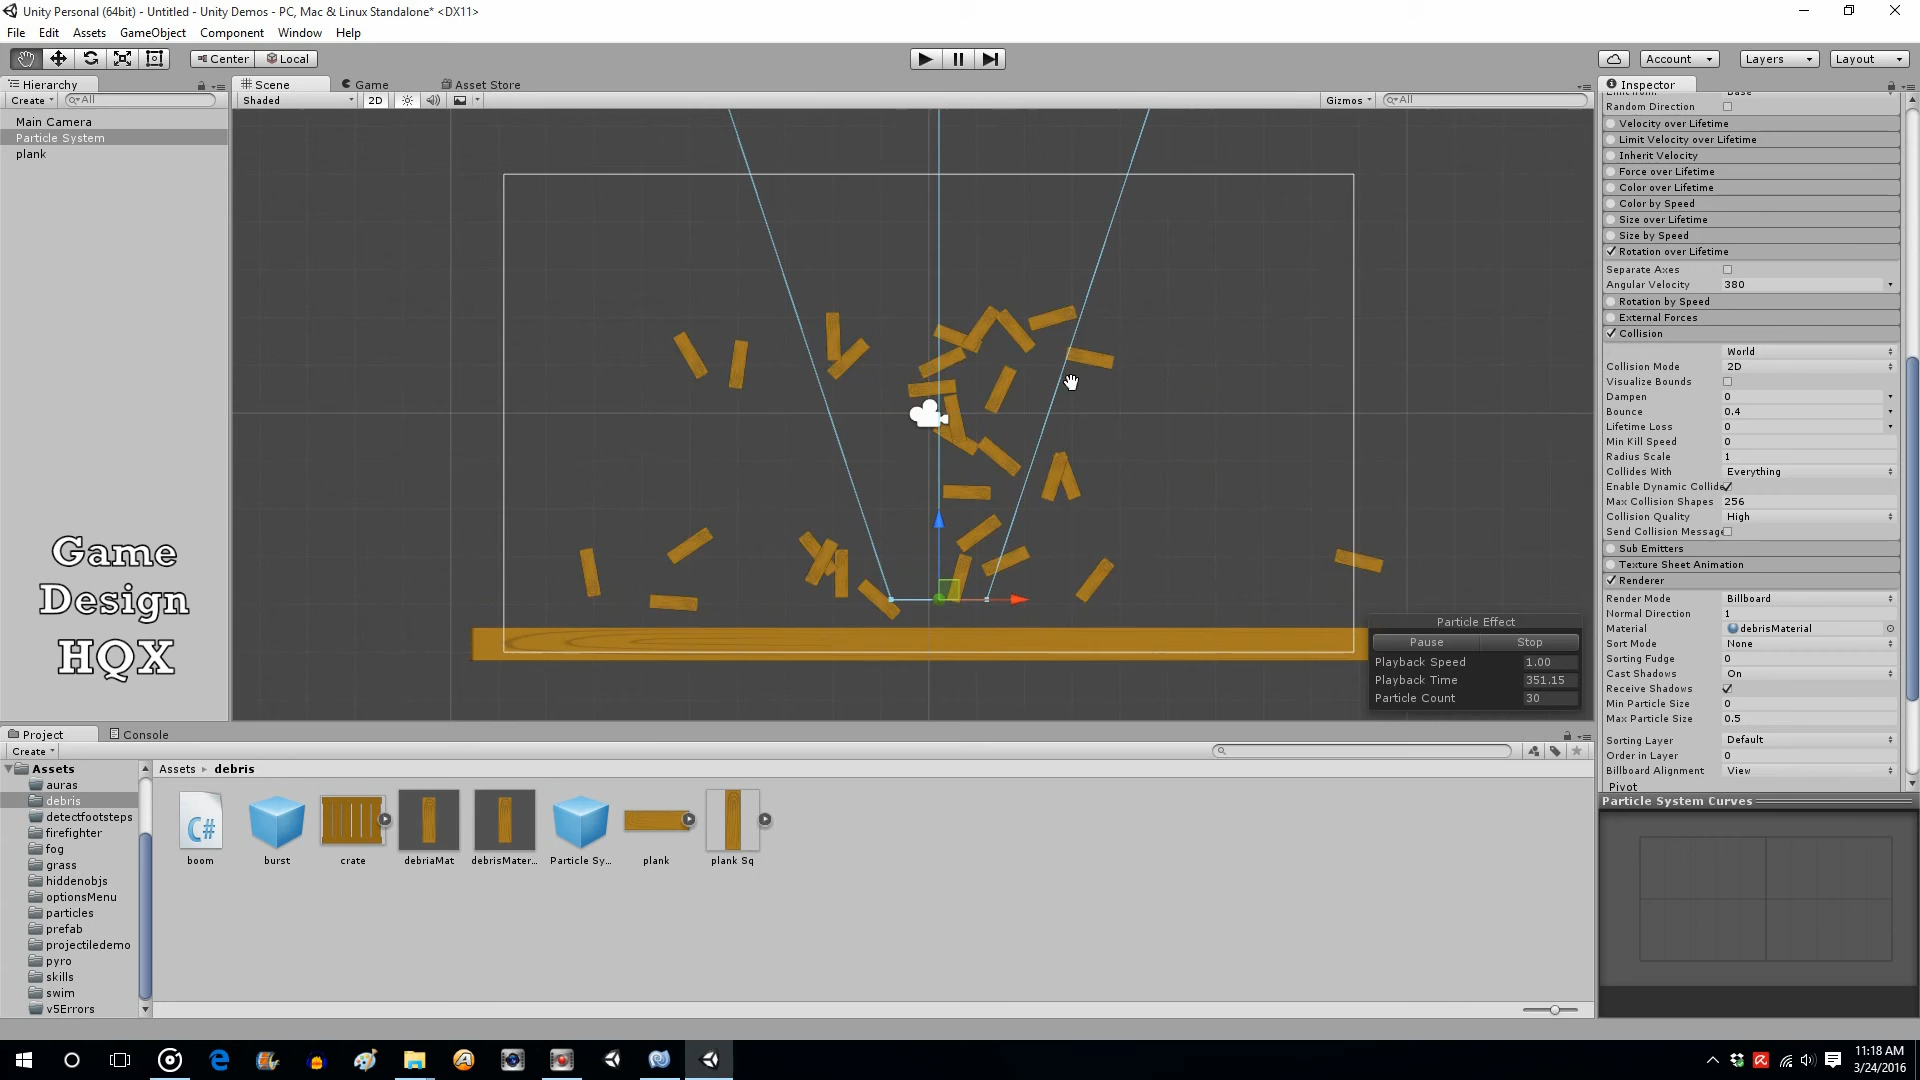 Unity Personal (64bit) - Untitled - Unity Demos - PC, Mac & Linux Standalone* <DX11>
File Edit Assets GameObject Component Window Help
Center Local Account Layers Layout
Hierarchy
Create All
Main Camera
Particle System
plank
Game
Design
HQX
Scene Game Asset Store
Shaded 2D Gizmos All
Particle Effect
Pause Stop
Playback Speed 1.00
Playback Time 351.15
Particle Count 30
Inspector
Random Direction
Velocity over Lifetime
Limit Velocity over Lifetime
Inherit Velocity
Force over Lifetime
Color over Lifetime
Color by Speed
Size over Lifetime
Size by Speed
Rotation over Lifetime
Separate Axes
Angular Velocity 380
Rotation by Speed
External Forces
Collision
World
Collision Mode 2D
Visualize Bounds
Dampen 0
Bounce 0.4
Lifetime Loss 0
Min Kill Speed 0
Radius Scale 1
Collides With Everything
Enable Dynamic Collide
Max Collision Shapes 256
Collision Quality High
Send Collision Message
Sub Emitters
Texture Sheet Animation
Renderer
Render Mode Billboard
Normal Direction 1
Material debrisMaterial
Sort Mode None
Sorting Fudge 0
Cast Shadows On
Receive Shadows
Min Particle Size 0
Max Particle Size 0.5
Sorting Layer Default
Order in Layer 0
Billboard Alignment View
Pivot
Particle System Curves
Project Console
Create
Assets
auras
debris
detectfootsteps
firefighter
fog
grass
hiddenobjs
optionsMenu
particles
prefab
projectiledemo
pyro
skills
swim
v5Errors
Assets debris
C#
boom burst crate debriaMat debrisMater... Particle Sy... plank plank Sq
11:18 AM
3/24/2016